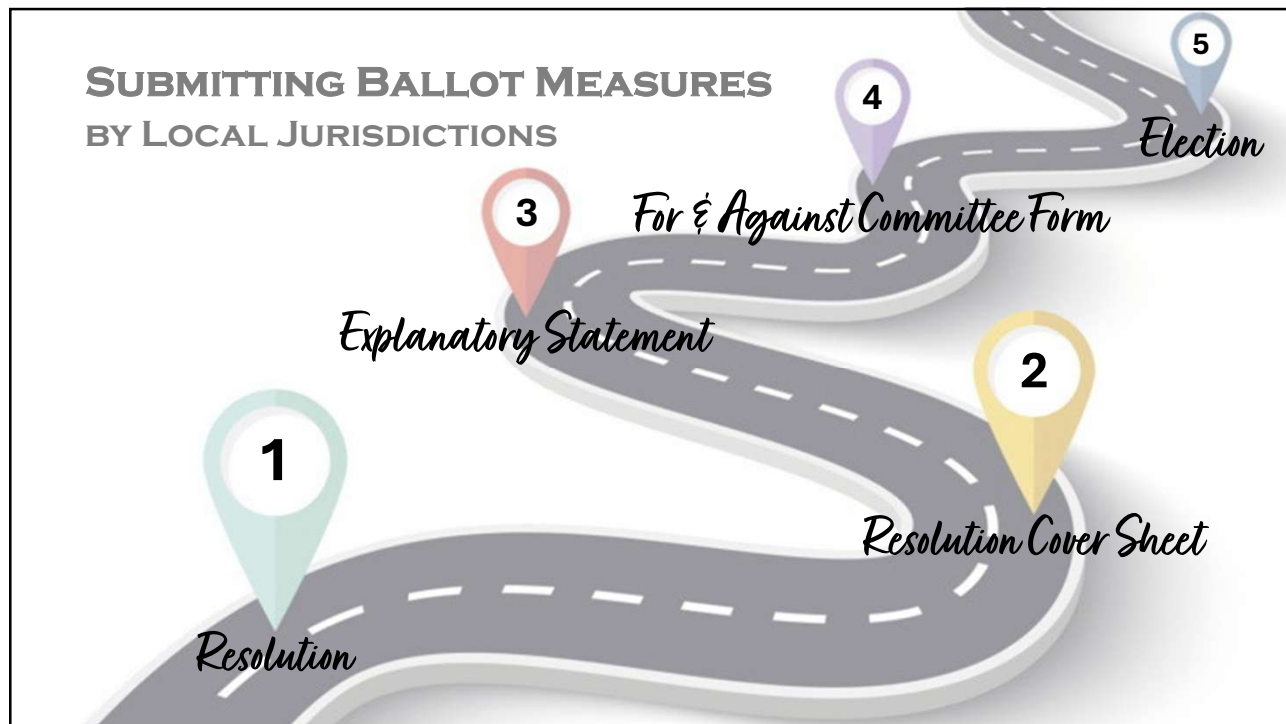 SUBMITTING BALLOT MEASURES
BY LOCAL JURISDICTIONS
1
Resolution
2
Resolution Cover Sheet
3
Explanatory Statement
4
For & Against Committee Form
5
Election